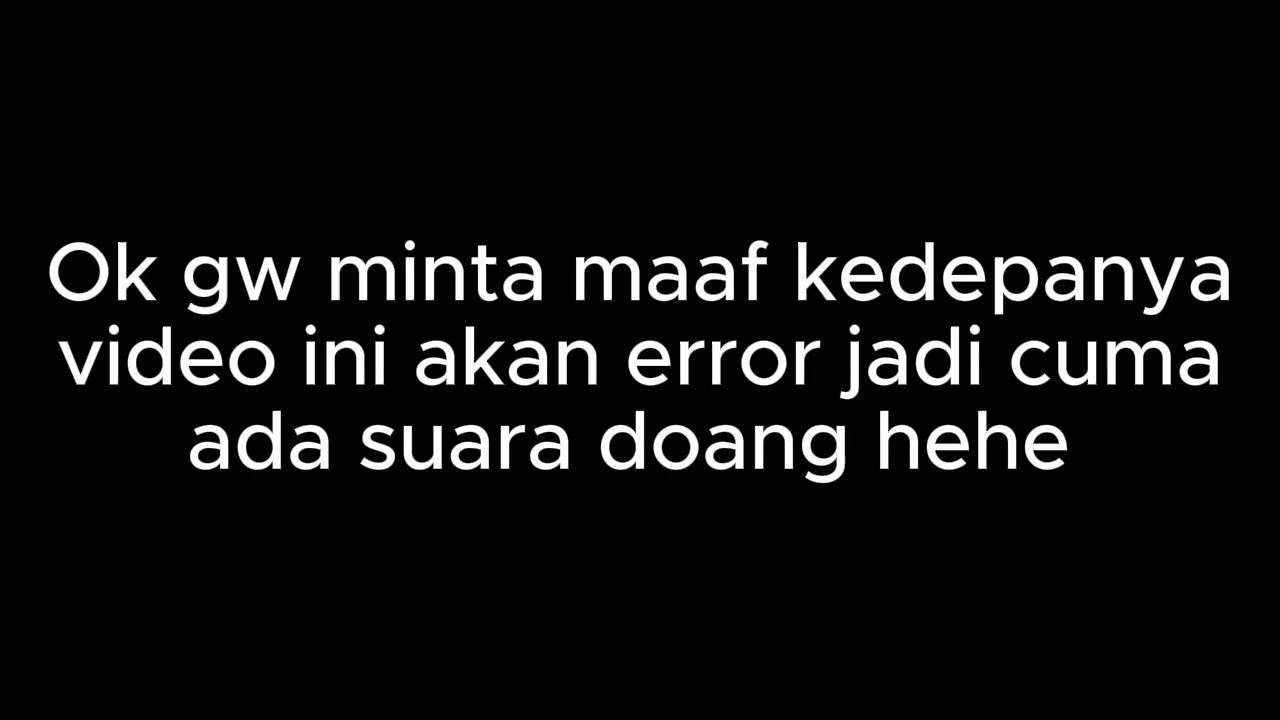 Ok gw minta maaf kedepanya
video ini akan error jadi cuma
ada suara doang hehe